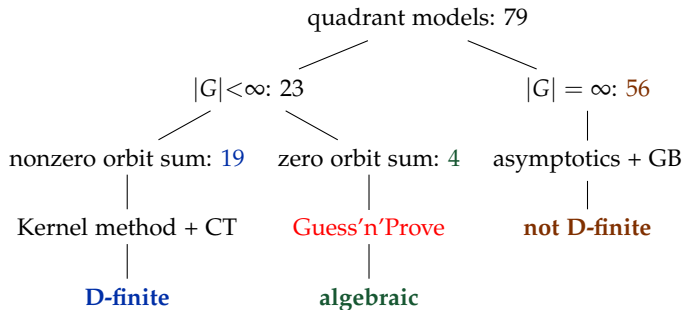 quadrant models: 79
|G|<∞: 23
|G| = ∞: 56
nonzero orbit sum: 19
zero orbit sum: 4
asymptotics + GB
Kernel method + CT
Guess'n'Prove
not D-finite
D-finite
algebraic